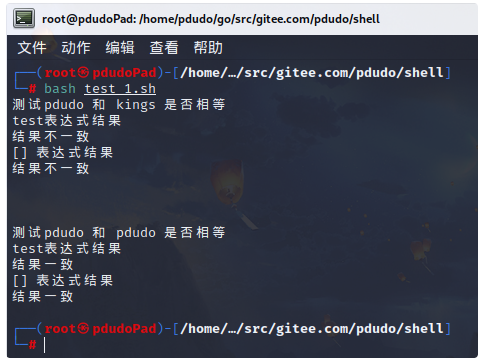 root@pdudoPad: /home/pdudo/go/src/gitee.com/pdudo/shell
文件 动作 编辑 查看 帮助
┌──(root㉿pdudoPad)-[/home/…/src/gitee.com/pdudo/shell]
└─# bash test_1.sh
测试pdudo 和 kings 是否相等
test表达式结果
结果不一致
[] 表达式结果
结果不一致
测试pdudo 和 pdudo 是否相等
test表达式结果
结果一致
[] 表达式结果
结果一致
┌──(root㉿pdudoPad)-[/home/…/src/gitee.com/pdudo/shell]
└─#